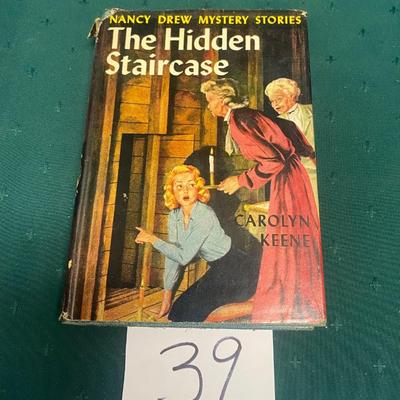 NANCY DREW MYSTERY STORIES
The Hidden
Staircase
CAROLYN
KEENE
39